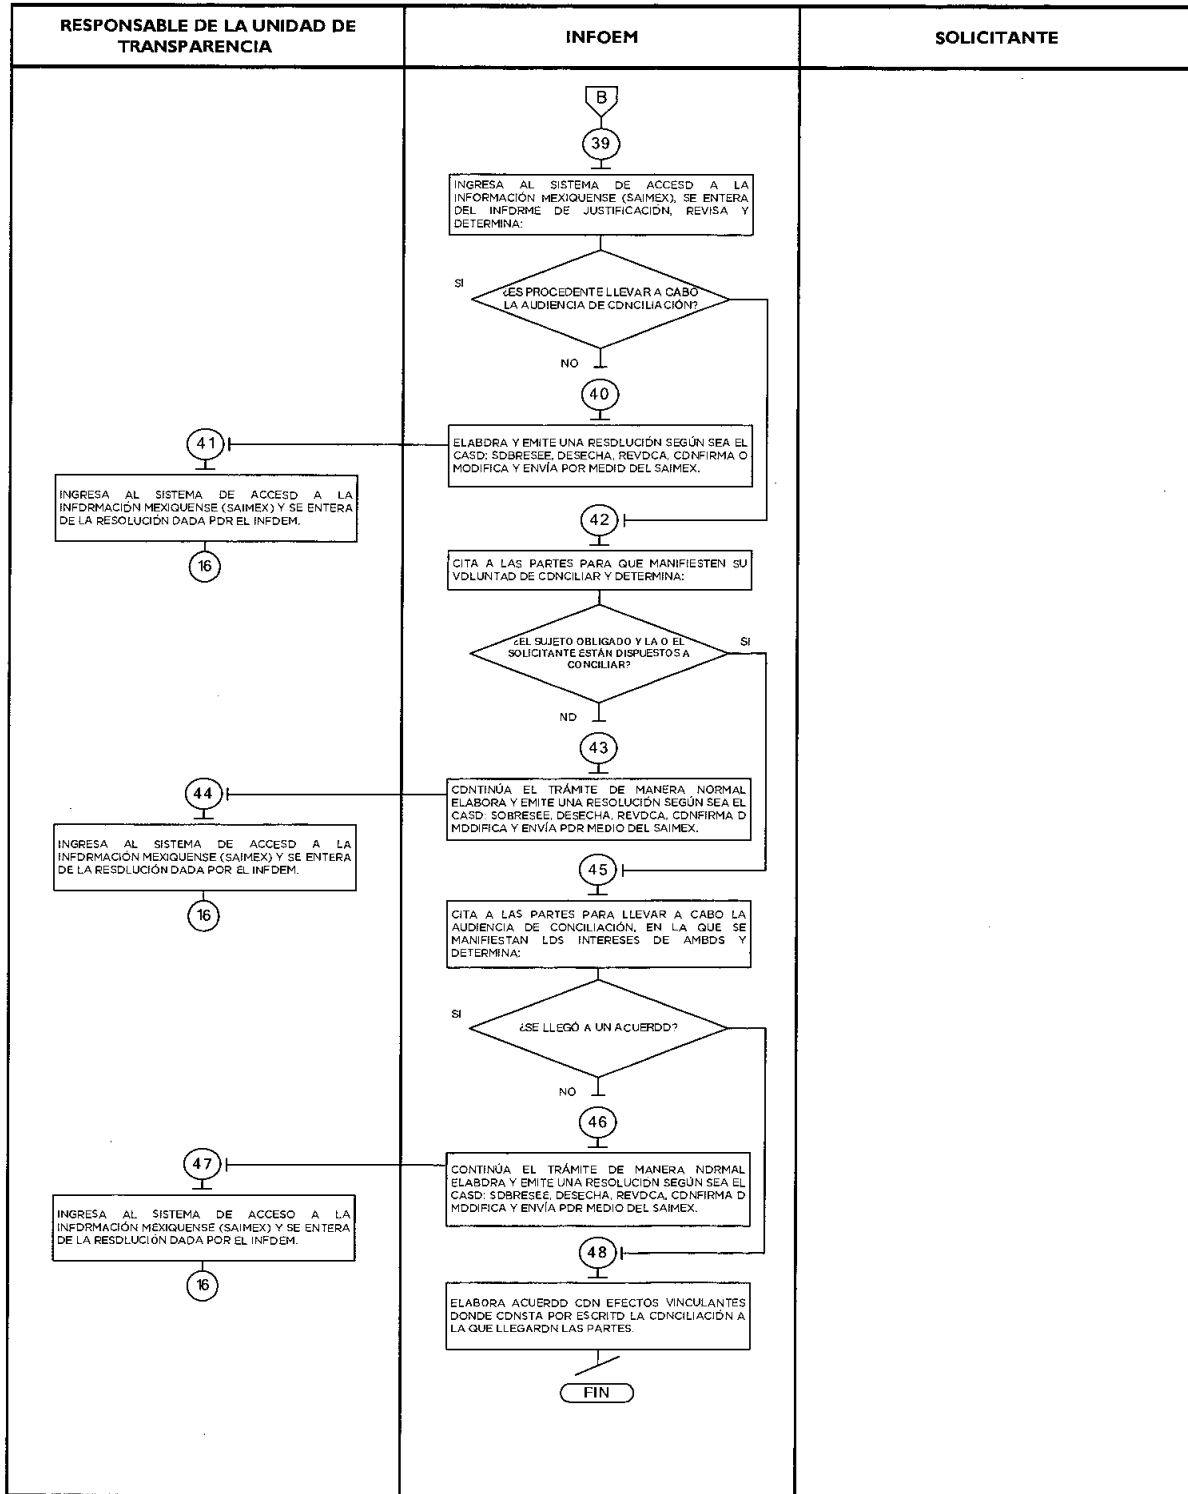 RESPONSABLE DE LA UNIDAD DE
TRANSPARENCIA
INFOEM
SOLICITANTE
B
39
INGRESA AL SISTEMA DE ACCESD A LA
INFORMACIÓN MEXIQUENSE (SAIMEX), SE ENTERA
DEL INFDRME DE JUSTIFICACIÓN, REVISA Y
DETERMINA:
SI
¿ES PROCEDENTE LLEVAR A CABO
LA AUDIENCIA DE CDNCILIACIÓN?
NO
40
41
ELABDRA Y EMITE UNA RESDLUCIÓN SEGÚN SEA EL
CASD: SDBRESEE, DESECHA, REVDCA, CDNFIRMA O
MODIFICA Y ENVÍA POR MEDID DEL SAIMEX.
INGRESA AL SISTEMA DE ACCESD A LA
INFDRMACIÓN MEXIQUENSE (SAIMEX) Y SE ENTERA
DE LA RESOLUCIÓN DADA PDR EL INFDEM.
16
42
CITA A LAS PARTES PARA QUE MANIFIESTEN SU
VDLUNTAD DE CDNCILIAR Y DETERMINA:
¿EL SUJETO OBLIGADO Y LA O EL
SOLICITANTE ESTÁN DISPUESTOS A
CONCILIAR?
SI
ND
43
44
CDNTINÚA EL TRÁMITE DE MANERA NORMAL
ELABORA Y EMITE UNA RESOLUCIÓN SEGÚN SEA EL
CASD: SOBRESEE, DESECHA, REVDCA, CDNFIRMA D
MDDIFICA Y ENVÍA PDR MEDIO DEL SAIMEX.
INGRESA AL SISTEMA DE ACCESD A LA
INFDRMACIÓN MEXIQUENSE (SAIMEX) Y SE ENTERA
DE LA RESDLUCIÓN DADA POR EL INFDEM.
16
45
CITA A LAS PARTES PARA LLEVAR A CABO LA
AUDIENCIA DE CONCILIACIÓN, EN LA QUE SE
MANIFIESTAN LDS INTERESES DE AMBDS Y
DETERMINA:
SI
¿SE LLEGÓ A UN ACUERDD?
NO
46
47
CONTINÚA EL TRÁMITE DE MANERA NDRMAL
ELABDRA Y EMITE UNA RESOLUCIDN SEGÚN SEA EL
CASD: SDBRESEE, DESECHA, REVDCA, CDNFIRMA D
MDDIFICA Y ENVÍA PDR MEDIO DEL SAIMEX.
INGRESA AL SISTEMA DE ACCESO A LA
INFDRMACIÓN MEXIQUENSE (SAIMEX) Y SE ENTERA
DE LA RESDLUCIÓN DADA POR EL INFDEM.
16
48
ELABORA ACUERDD CDN EFECTOS VINCULANTES
DONDE CDNSTA POR ESCRITD LA CDNCILIACIÓN A
LA QUE LLEGARDN LAS PARTES.
FIN